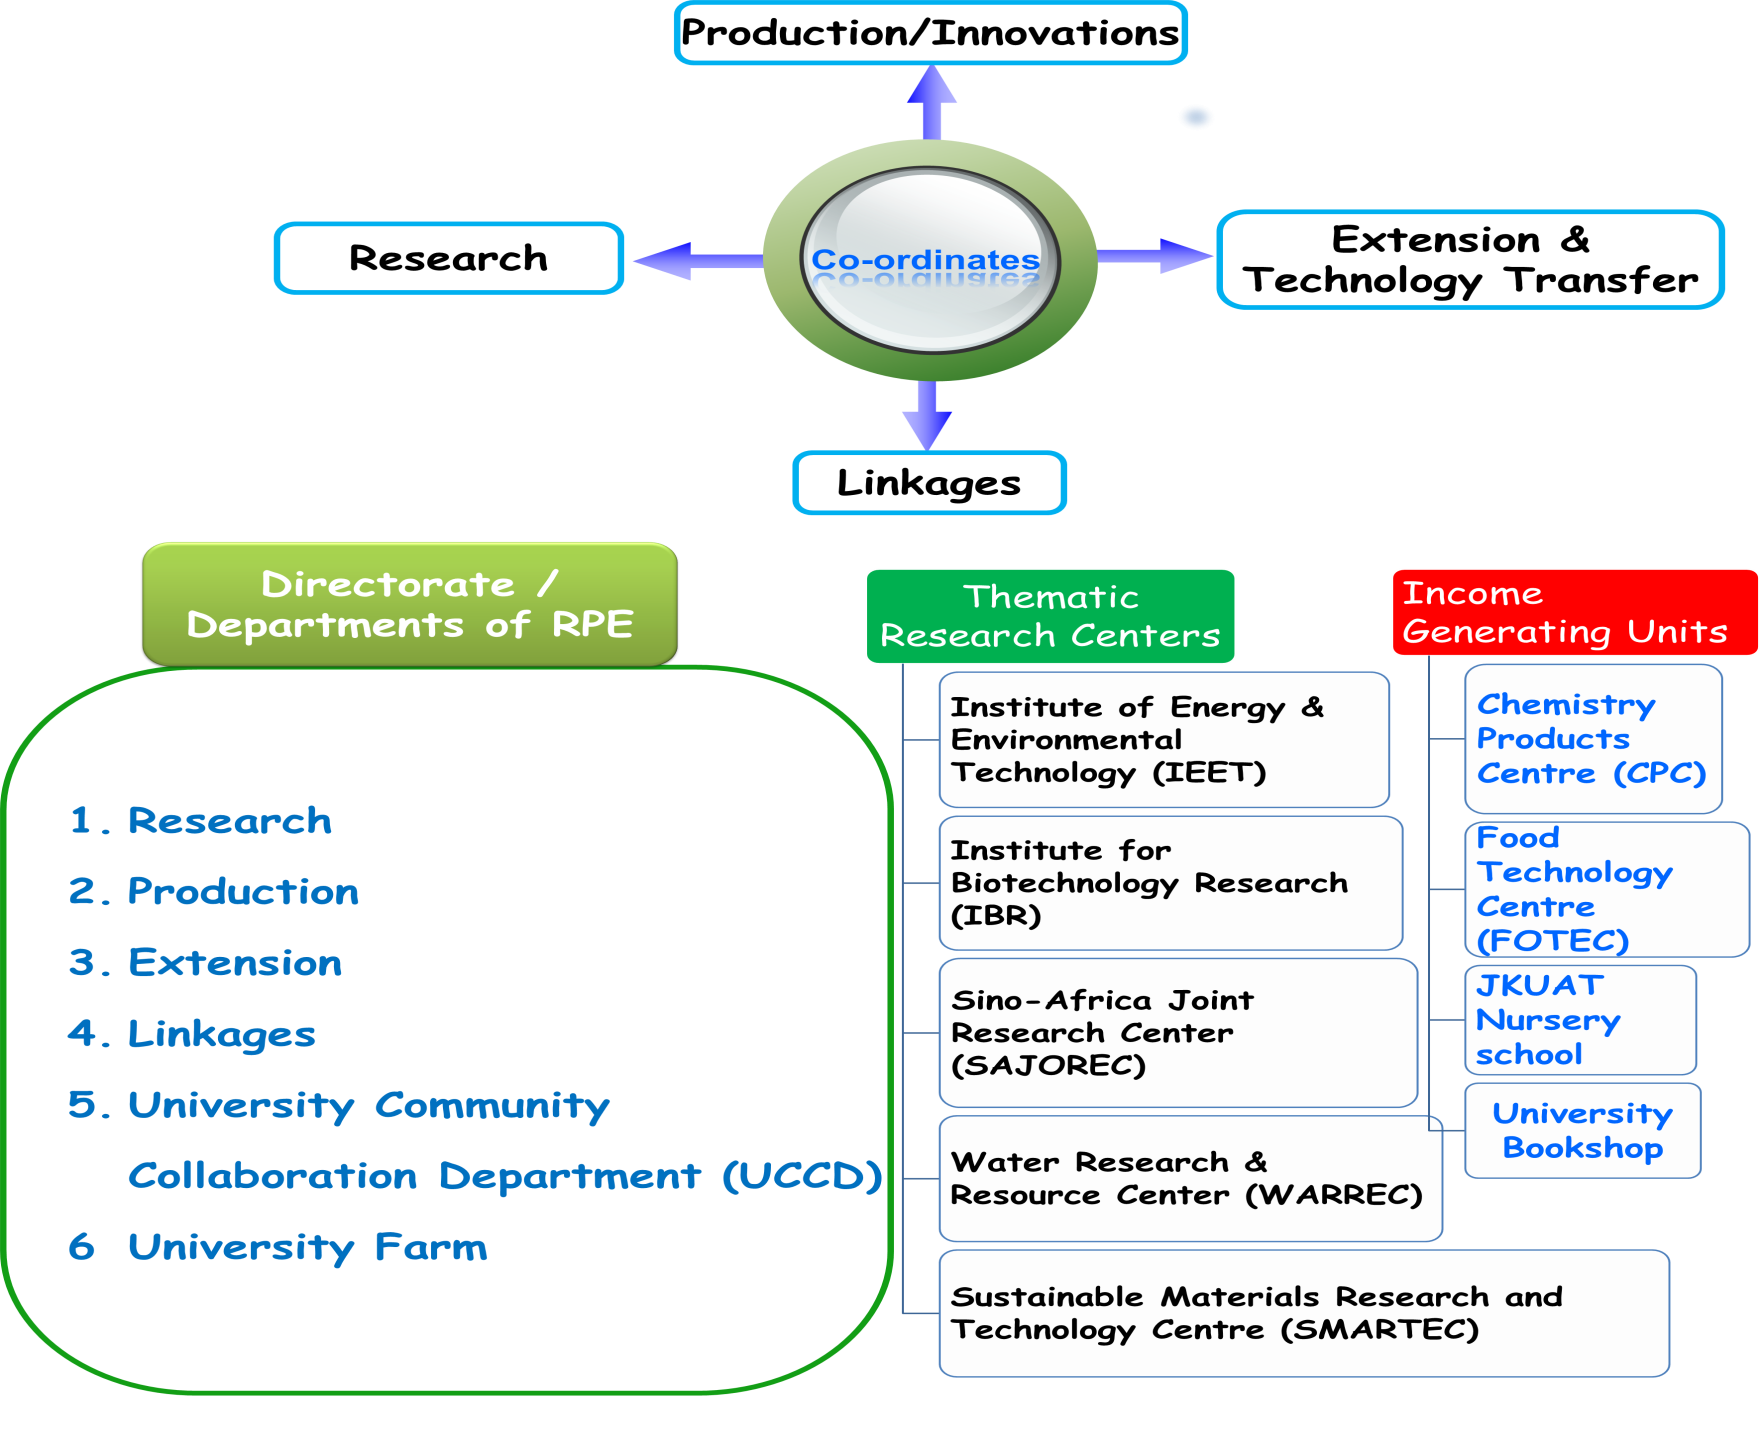 Production/Innovations
Research
Co-ordinates
Extension &
Technology Transfer
Linkages
Directorate /
Departments of RPE
1. Research
2. Production
3. Extension
4. Linkages
5. University Community
Collaboration Department (UCCD)
6 University Farm
Thematic
Research Centers
Institute of Energy &
Environmental
Technology (IEET)
Institute for
Biotechnology Research
(IBR)
Sino-Africa Joint
Research Center
(SAJOREC)
Water Research &
Resource Center (WARREC)
Sustainable Materials Research and
Technology Centre (SMARTEC)
Income
Generating Units
Chemistry
Products
Centre (CPC)
Food
Technology
Centre
(FOTEC)
JKUAT
Nursery
school
University
Bookshop